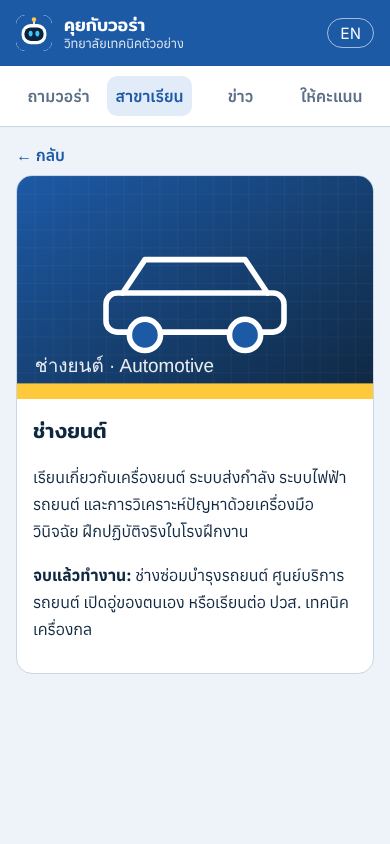 คุยกับวอร์า
วิทยาลัยเทคนิคตัวอย่าง
EN
ถามวอร์า
สาขาเรียน
ข่าว
ให้คะแนน
← กลับ
ช่างยนต์ · Automotive
ช่างยนต์
เรียนเกี่ยวกับเครื่องยนต์ ระบบส่งกำลัง ระบบไฟฟ้า
รถยนต์ และการวิเคราะห์ปัญหาด้วยเครื่องมือ
วินิจฉัย ฝึกปฏิบัติจริงในโรงฝึกงาน
จบแล้วทำงาน: ช่างซ่อมบำรุงรถยนต์ ศูนย์บริการ
รถยนต์ เปิดอู่ของตนเอง หรือเรียนต่อ ปวส. เทคนิค
เครื่องกล